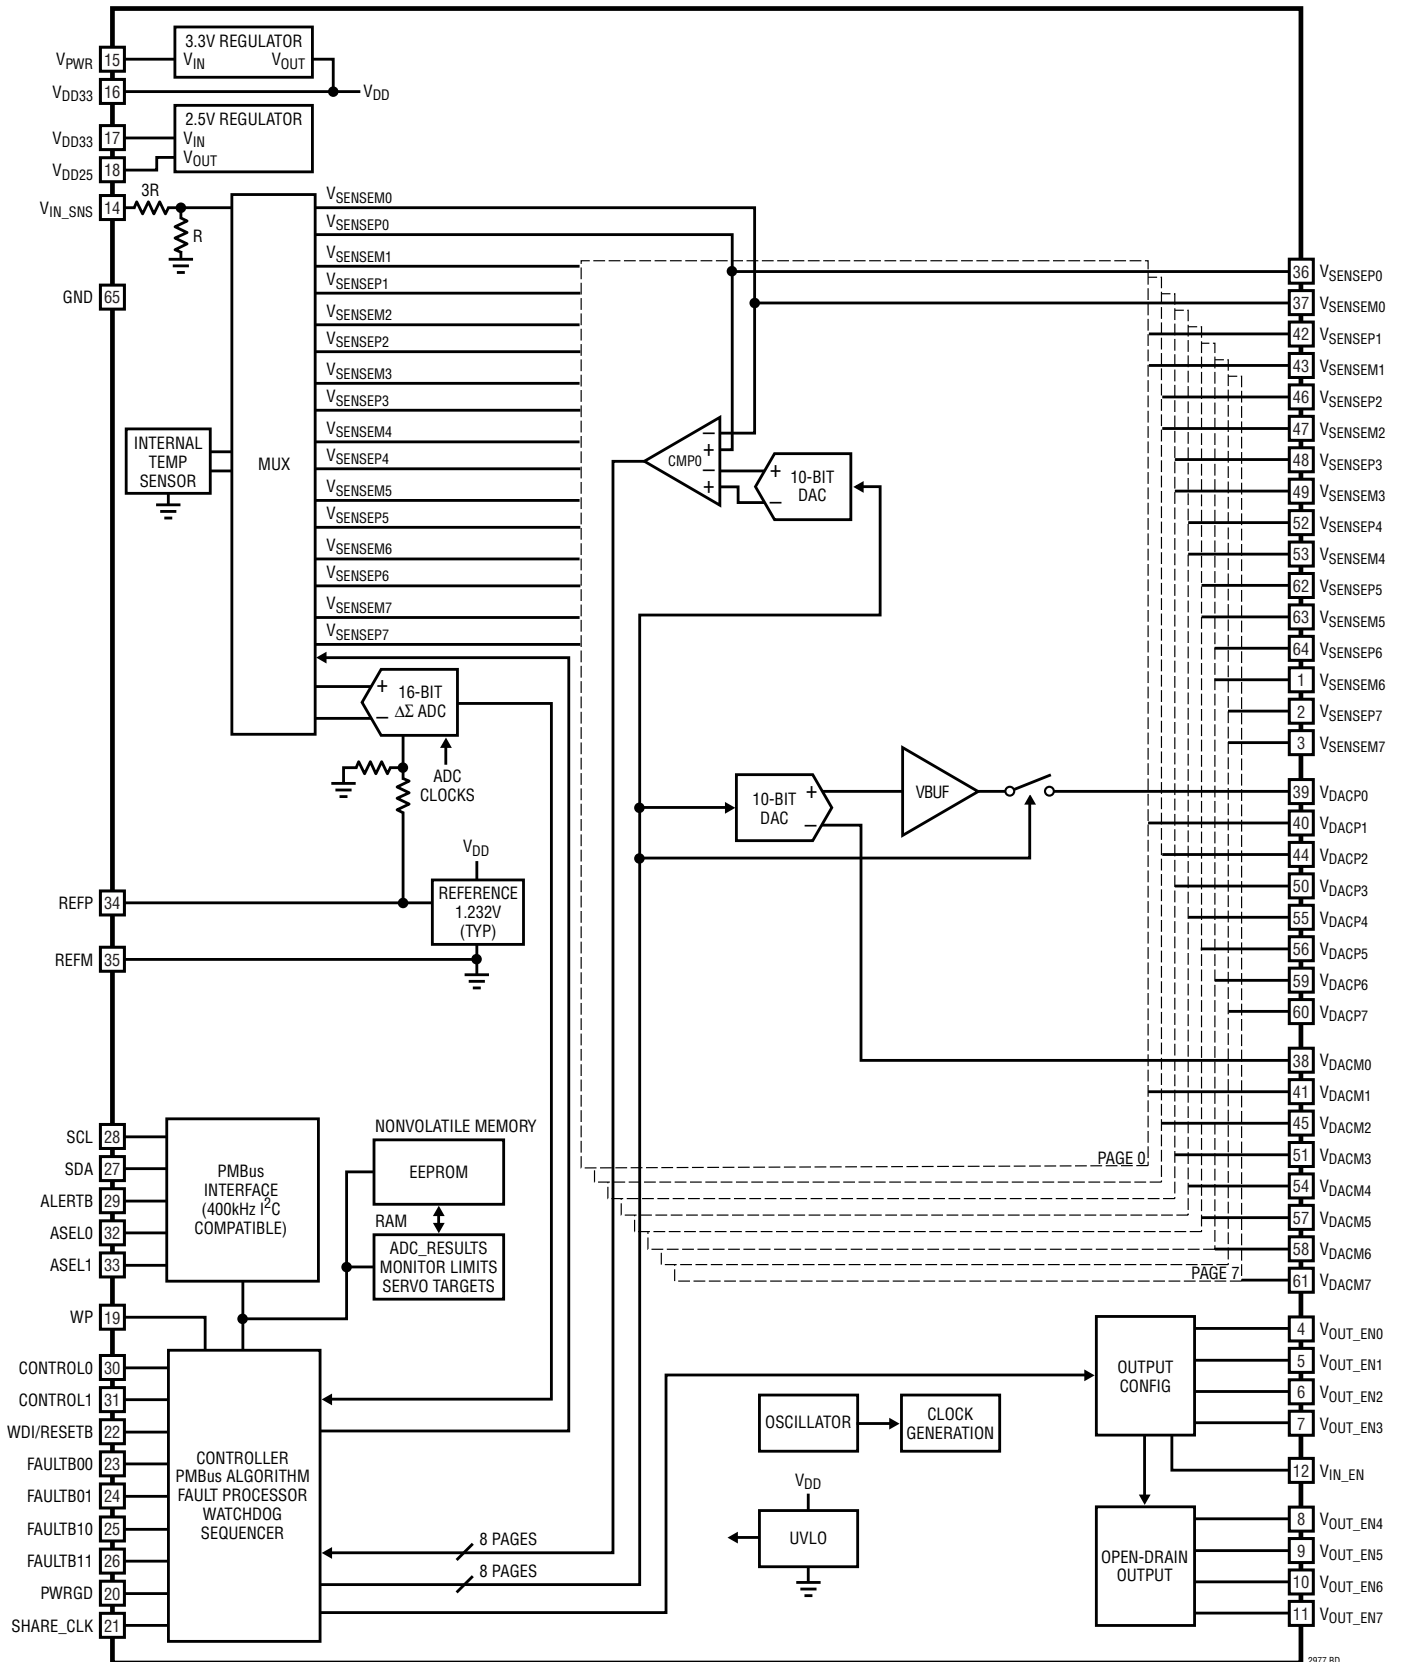 3.3V REGULATOR
VIN VOUT
VPWR 15
VDD33 16
VDD
2.5V REGULATOR
VIN
VOUT
VDD33 17
VDD25 18
VIN_SNS 14
3R
R
GND 65
MUX
INTERNAL
TEMP
SENSOR
VSENSEM0
VSENSEP0
VSENSEM1
VSENSEP1
VSENSEM2
VSENSEP2
VSENSEM3
VSENSEP3
VSENSEM4
VSENSEP4
VSENSEM5
VSENSEP5
VSENSEM6
VSENSEP6
VSENSEM7
VSENSEP7
CMP0
–
+
–
+
+
–
10-BIT
DAC
+
–
16-BIT
ΔΣ ADC
ADC
CLOCKS
10-BIT
DAC
+
–
VBUF
VDD
REFERENCE
1.232V
(TYP)
REFP 34
REFM 35
36 VSENSEP0
37 VSENSEM0
42 VSENSEP1
43 VSENSEM1
46 VSENSEP2
47 VSENSEM2
48 VSENSEP3
49 VSENSEM3
52 VSENSEP4
53 VSENSEM4
62 VSENSEP5
63 VSENSEM5
64 VSENSEP6
1 VSENSEM6
2 VSENSEP7
3 VSENSEM7
39 VDACP0
40 VDACP1
44 VDACP2
50 VDACP3
55 VDACP4
56 VDACP5
59 VDACP6
60 VDACP7
38 VDACM0
41 VDACM1
45 VDACM2
51 VDACM3
54 VDACM4
57 VDACM5
58 VDACM6
61 VDACM7
PAGE 0
PAGE 7
SCL 28
SDA 27
ALERTB 29
ASEL0 32
ASEL1 33
PMBus
INTERFACE
(400kHz I2C
COMPATIBLE)
NONVOLATILE MEMORY
EEPROM
RAM
ADC_RESULTS
MONITOR LIMITS
SERVO TARGETS
WP 19
CONTROL0 30
CONTROL1 31
WDI/RESETB 22
FAULTB00 23
FAULTB01 24
FAULTB10 25
FAULTB11 26
PWRGD 20
SHARE_CLK 21
CONTROLLER
PMBus ALGORITHM
FAULT PROCESSOR
WATCHDOG
SEQUENCER
8 PAGES
8 PAGES
OSCILLATOR
CLOCK
GENERATION
VDD
UVLO
OUTPUT
CONFIG
OPEN-DRAIN
OUTPUT
4 VOUT_EN0
5 VOUT_EN1
6 VOUT_EN2
7 VOUT_EN3
12 VIN_EN
8 VOUT_EN4
9 VOUT_EN5
10 VOUT_EN6
11 VOUT_EN7
2977 BD